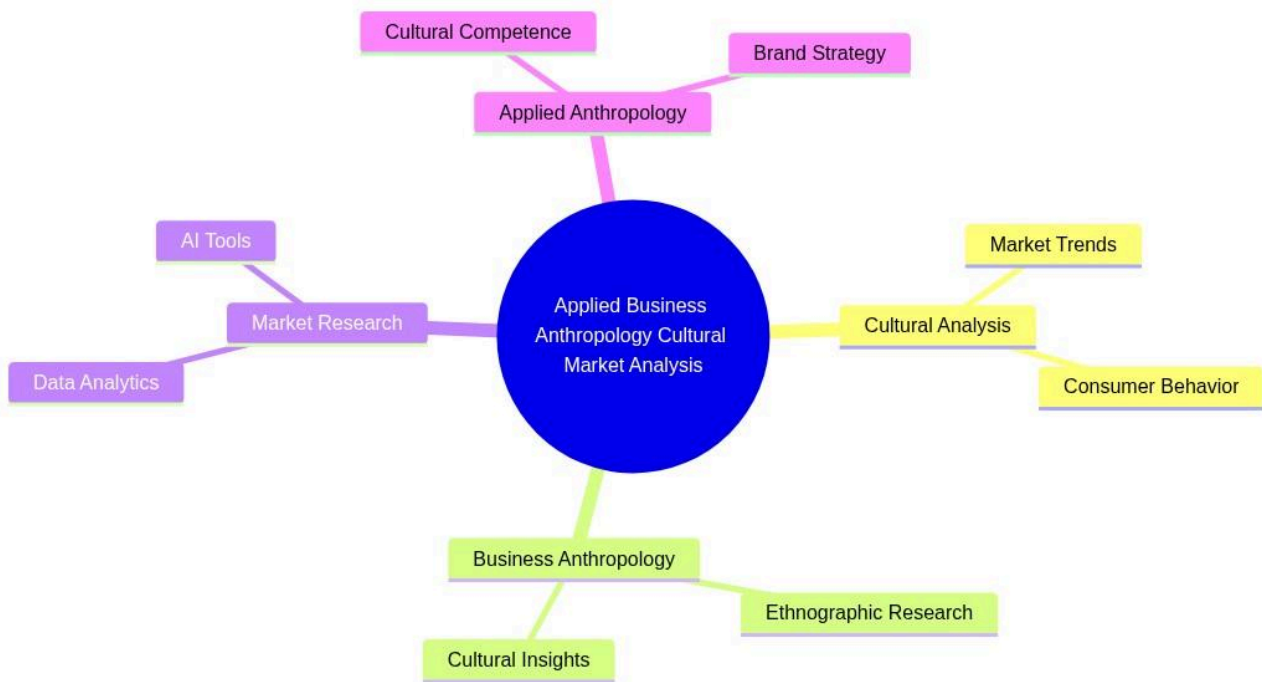 Cultural Competence
Brand Strategy
Applied Anthropology
AI Tools
Market Trends
Market Research
Applied Business
Anthropology Cultural
Market Analysis
Cultural Analysis
Data Analytics
Consumer Behavior
Business Anthropology
Ethnographic Research
Cultural Insights